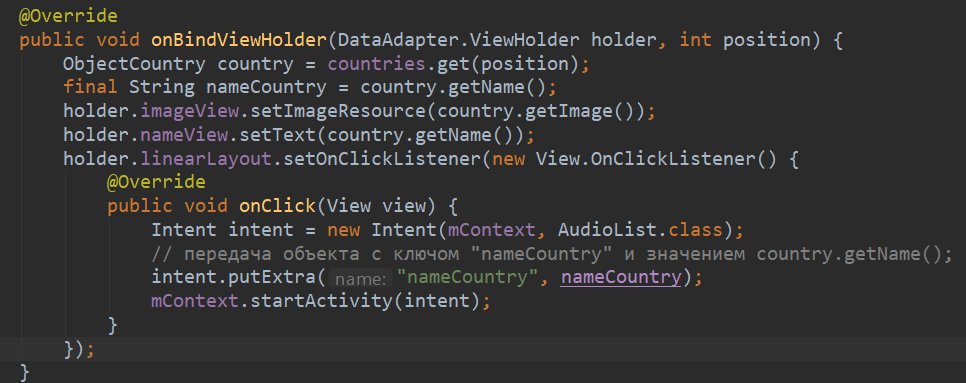 @Override
public void onBindViewHolder(DataAdapter.ViewHolder holder, int position) {
ObjectCountry country = countries.get(position);
final String nameCountry = country.getName();
holder.imageView.setImageResource(country.getImage());
holder.nameView.setText(country.getName());
holder.linearLayout.setOnClickListener(new View.OnClickListener() {
@Override
public void onClick(View view) {
Intent intent = new Intent(mContext, AudioList.class);
// передача объекта с ключом "nameCountry" и значением country.getName();
intent.putExtra( name: "nameCountry", nameCountry);
mContext.startActivity(intent);
}
});
}